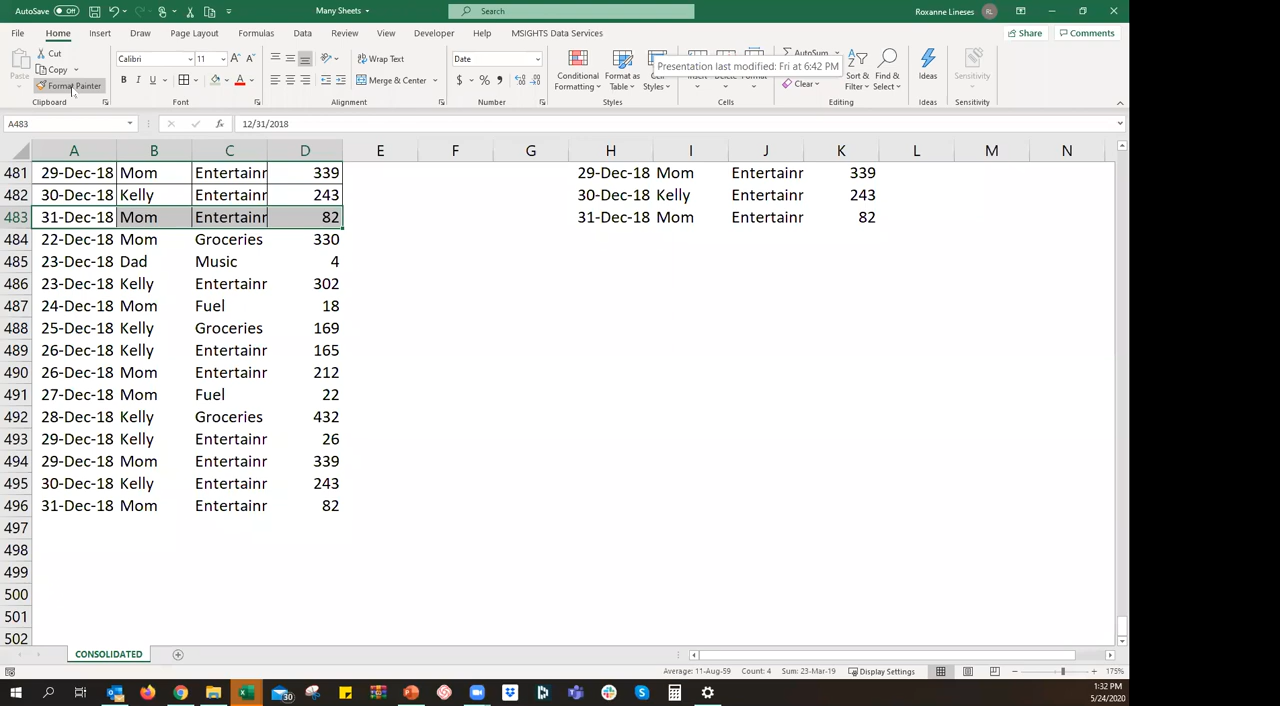 AutoSave Off Many Sheets Search Roxanne Lineses RL
File Home Insert Draw Page Layout Formulas Data Review View Developer Help MSIGHTS Data Services Share Comments
Paste Cut Calibri 11 Wrap Text Date AutoSum
Copy Presentation last modified: Fri at 6:42 PM
Format Painter B I U A Merge & Center $ % Conditional Formatting Format as Table Cell Styles Clear Sort & Filter Find & Select Ideas Sensitivity
Clipboard Font Alignment Number Styles Cells Editing Ideas Sensitivity
A483 fx 12/31/2018
A B C D E F G H I J K L M N
481 29-Dec-18 Mom Entertainr 339 29-Dec-18 Mom Entertainr 339
482 30-Dec-18 Kelly Entertainr 243 30-Dec-18 Kelly Entertainr 243
483 31-Dec-18 Mom Entertainr 82 31-Dec-18 Mom Entertainr 82
484 22-Dec-18 Mom Groceries 330
485 23-Dec-18 Dad Music 4
486 23-Dec-18 Kelly Entertainr 302
487 24-Dec-18 Mom Fuel 18
488 25-Dec-18 Kelly Groceries 169
489 26-Dec-18 Kelly Entertainr 165
490 26-Dec-18 Mom Entertainr 212
491 27-Dec-18 Mom Fuel 22
492 28-Dec-18 Kelly Groceries 432
493 29-Dec-18 Kelly Entertainr 26
494 29-Dec-18 Mom Entertainr 339
495 30-Dec-18 Kelly Entertainr 243
496 31-Dec-18 Mom Entertainr 82
497
498
499
500
501
502
CONSOLIDATED
Average: 11-Aug-59 Count: 4 Sum: 23-Mar-19 Display Settings 175%
30 1:32 PM
5/24/2020